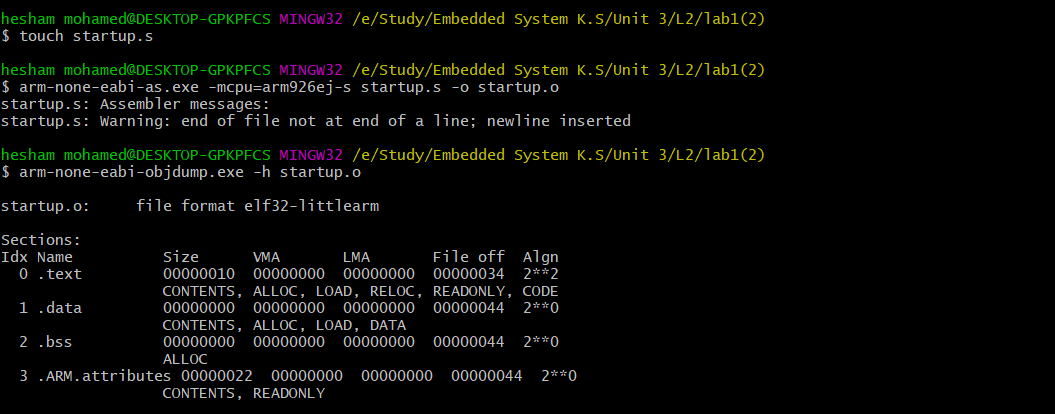 hesham mohamed@DESKTOP-GPKPFCS MINGW32 /e/Study/Embedded System K.S/Unit 3/L2/lab1(2)
$ touch startup.s
hesham mohamed@DESKTOP-GPKPFCS MINGW32 /e/Study/Embedded System K.S/Unit 3/L2/lab1(2)
$ arm-none-eabi-as.exe -mcpu=arm926ej-s startup.s -o startup.o
startup.s: Assembler messages:
startup.s: Warning: end of file not at end of a line; newline inserted
hesham mohamed@DESKTOP-GPKPFCS MINGW32 /e/Study/Embedded System K.S/Unit 3/L2/lab1(2)
$ arm-none-eabi-objdump.exe -h startup.o
startup.o:     file format elf32-littlearm
Sections:
Idx Name          Size      VMA       LMA       File off  Algn
  0 .text         00000010  00000000  00000000  00000034  2**2
                  CONTENTS, ALLOC, LOAD, RELOC, READONLY, CODE
  1 .data         00000000  00000000  00000000  00000044  2**0
                  CONTENTS, ALLOC, LOAD, DATA
  2 .bss          00000000  00000000  00000000  00000044  2**0
                  ALLOC
  3 .ARM.attributes 00000022  00000000  00000000  00000044  2**0
                  CONTENTS, READONLY